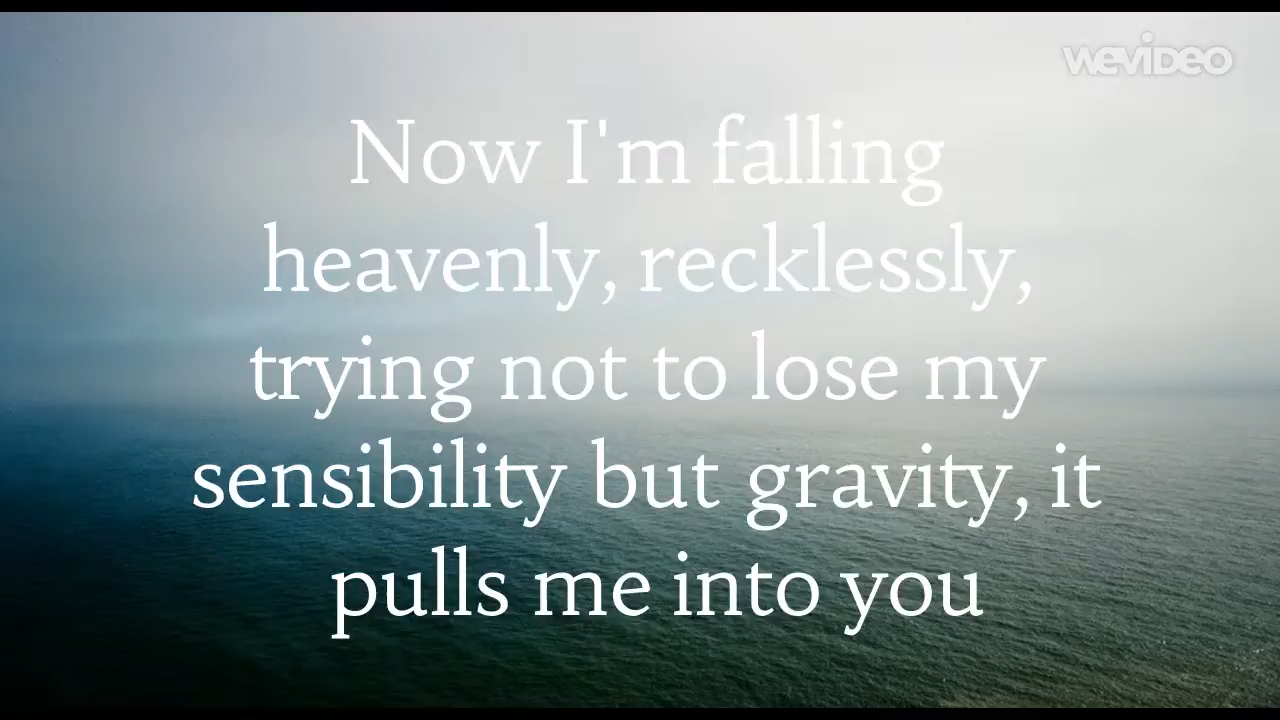 wevideo
Now I'm falling
heavenly, recklessly,
trying not to lose my
sensibility but gravity, it
pulls me into you